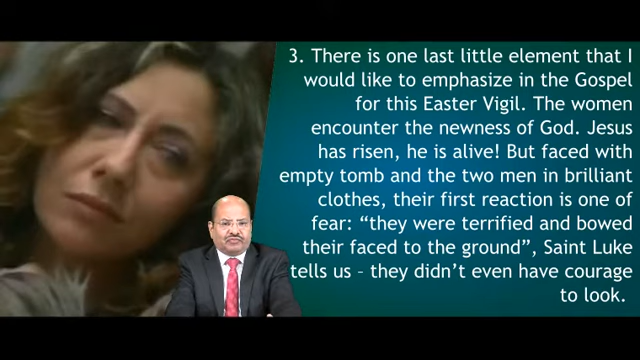 3. There is one last little element that I
would like to emphasize in the Gospel
for this Easter Vigil. The women
encounter the newness of God. Jesus
has risen, he is alive! But faced with
empty tomb and the two men in brilliant
clothes, their first reaction is one of
fear: “they were terrified and bowed
their faced to the ground”, Saint Luke
tells us – they didn’t even have courage
to look.